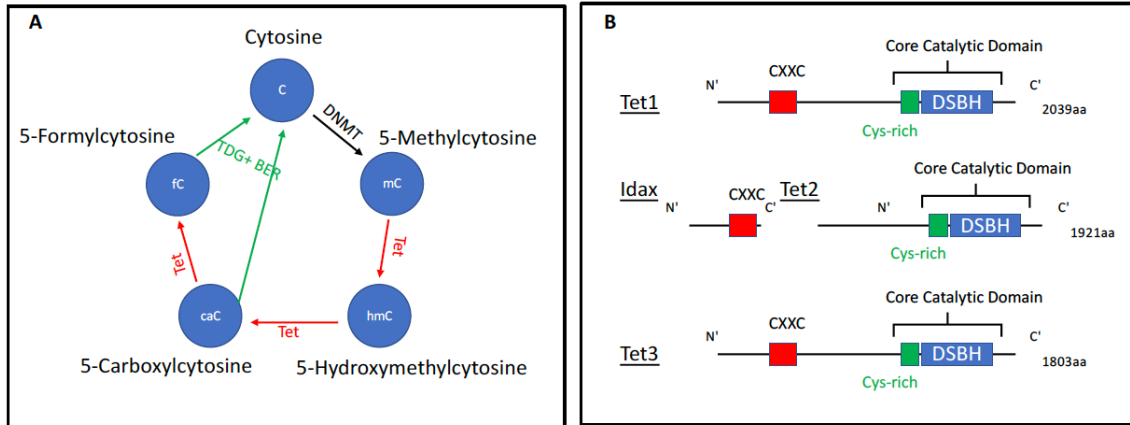 A
Cytosine
C
DNMT
5-Formylcytosine
5-Methylcytosine
TDG+ BER
fC
mC
Tet
Tet
caC
hmC
Tet
5-Carboxylcytosine
5-Hydroxymethylcytosine
B
Core Catalytic Domain
CXXC
N'
C'
Tet1
DSBH
2039aa
Cys-rich
Core Catalytic Domain
Idax
CXXC
Tet2
N'
C'
N'
C'
DSBH
1921aa
Cys-rich
Core Catalytic Domain
CXXC
N'
C'
Tet3
DSBH
1803aa
Cys-rich